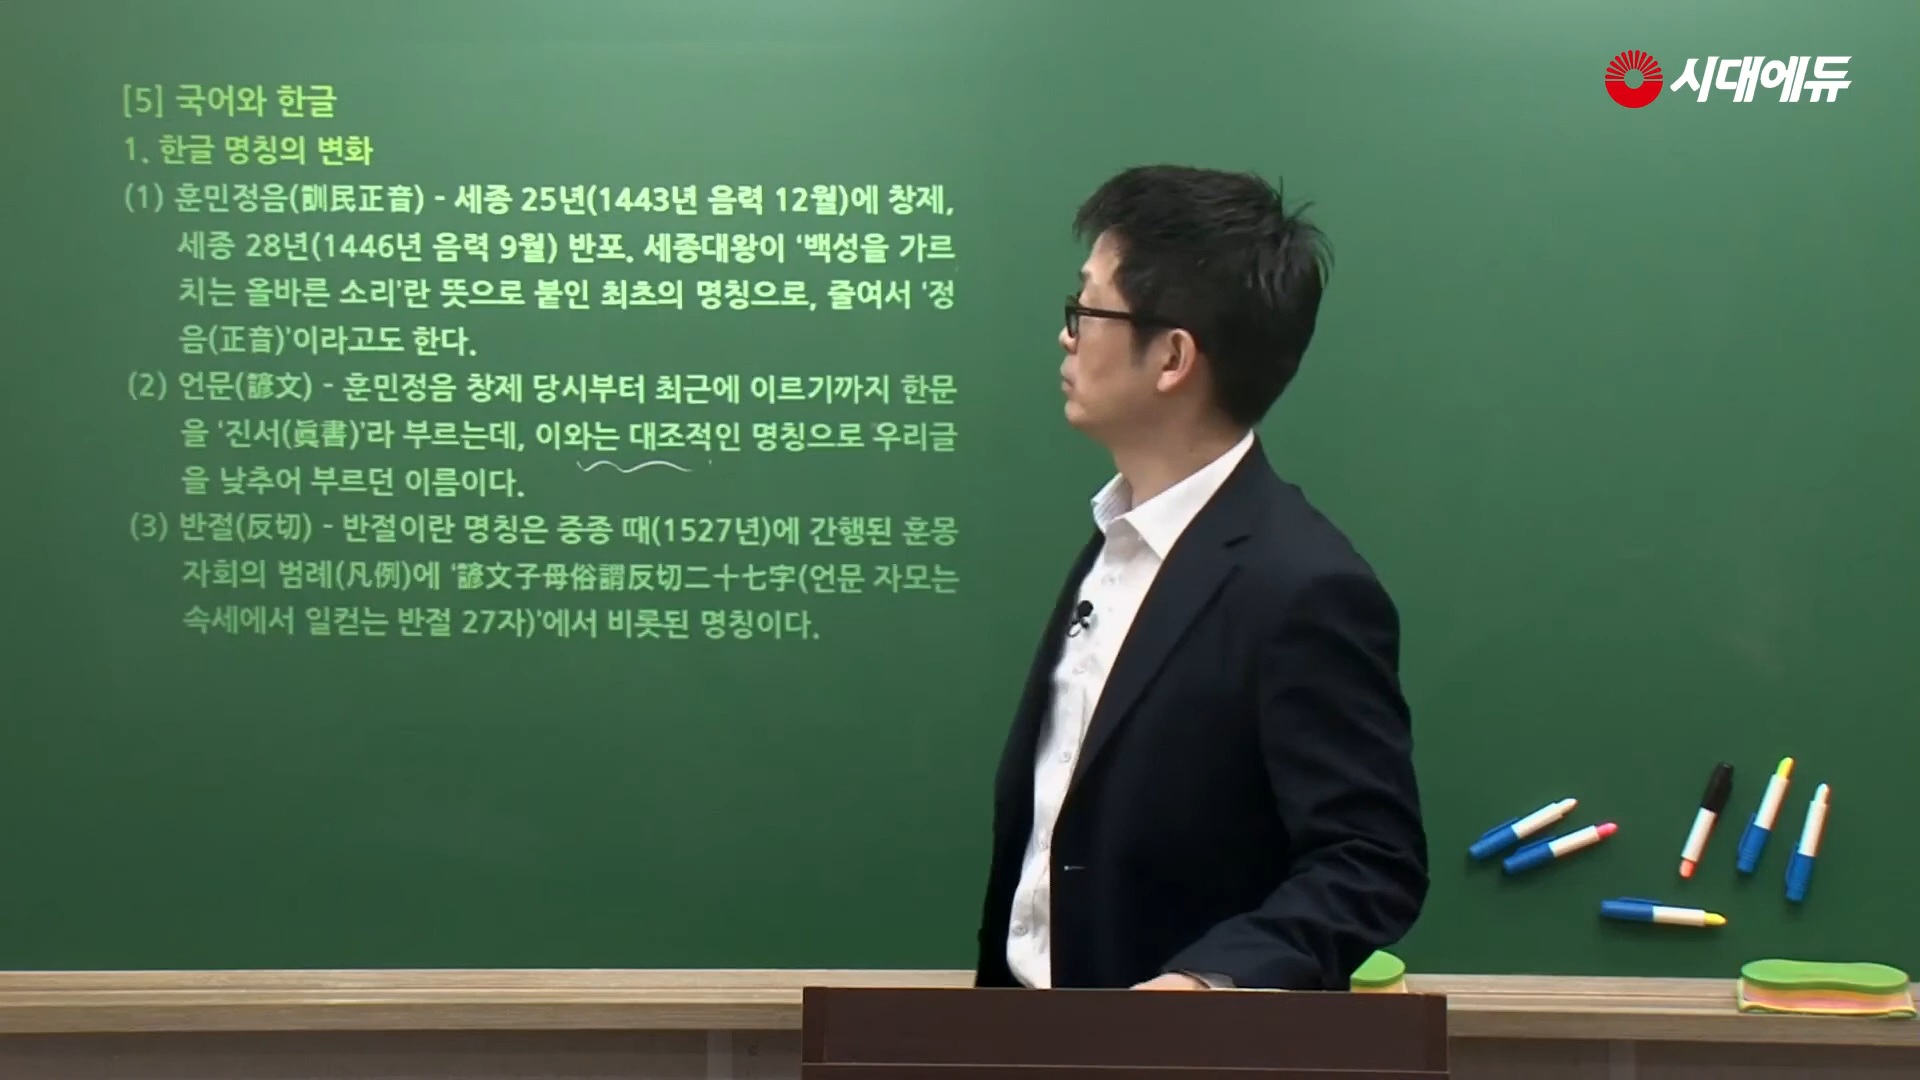 [5] 국어와 한글
1. 한글 명칭의 변화
(1) 훈민정음(訓民正音) - 세종 25년(1443년 음력 12월)에 창제,
세종 28년(1446년 음력 9월) 반포. 세종대왕이 ‘백성을 가르
치는 올바른 소리’란 뜻으로 붙인 최초의 명칭으로, 줄여서 ‘정
음(正音)’이라고도 한다.
(2) 언문(諺文) - 훈민정음 창제 당시부터 최근에 이르기까지 한문
을 ‘진서(眞書)’라 부르는데, 이와는 대조적인 명칭으로 우리글
을 낮추어 부르던 이름이다.
(3) 반절(反切) - 반절이란 명칭은 중종 때(1527년)에 간행된 훈몽
자회의 범례(凡例)에 ‘諺文子母俗謂反切二十七字(언문 자모는
속세에서 일컫는 반절 27자)’에서 비롯된 명칭이다.
시대에듀